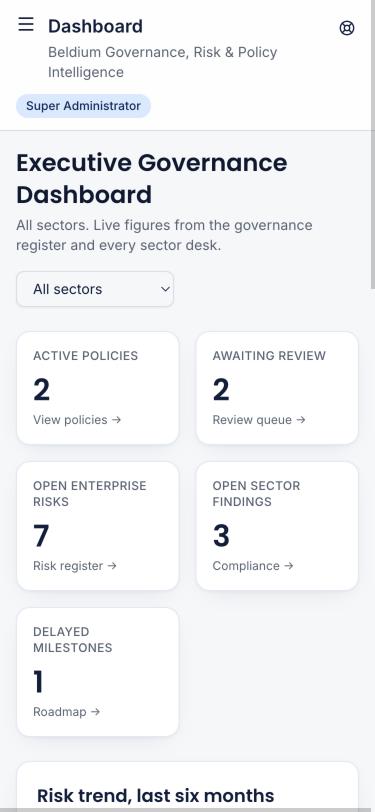 Dashboard
Beldium Governance, Risk & Policy
Intelligence
Super Administrator
Executive Governance
Dashboard
All sectors. Live figures from the governance
register and every sector desk.
All sectors
ACTIVE POLICIES
2
View policies →
AWAITING REVIEW
2
Review queue →
OPEN ENTERPRISE
RISKS
7
Risk register →
OPEN SECTOR
FINDINGS
3
Compliance →
DELAYED
MILESTONES
1
Roadmap →
Risk trend, last six months